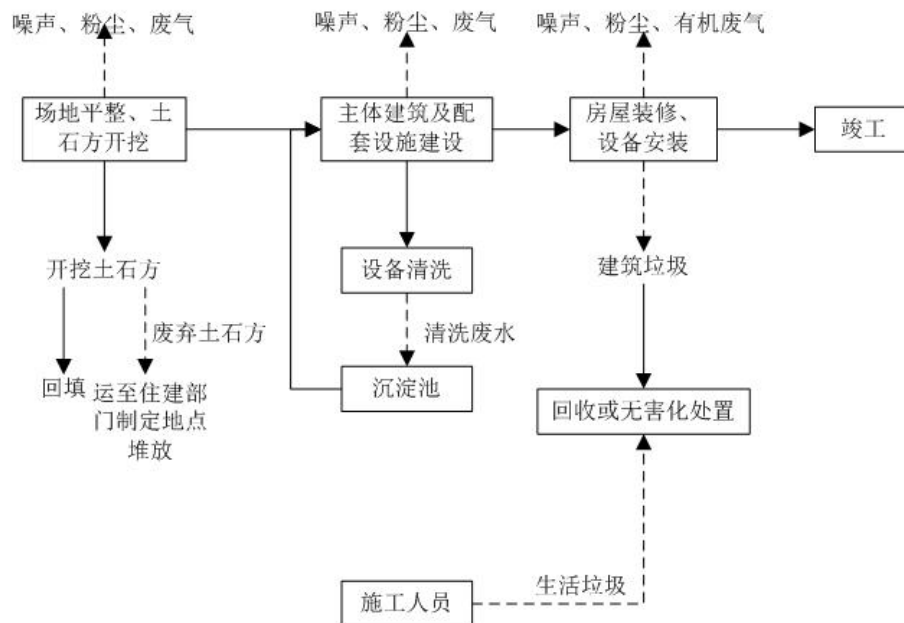 噪声、粉尘、废气
噪声、粉尘、废气
噪声、粉尘、有机废气
场地平整、土
石方开挖
主体建筑及配
套设施建设
房屋装修、
设备安装
竣工
开挖土石方
设备清洗
建筑垃圾
废弃土石方
清洗废水
回填
运至住建部
门制定地点
堆放
沉淀池
回收或无害化处置
生活垃圾
施工人员